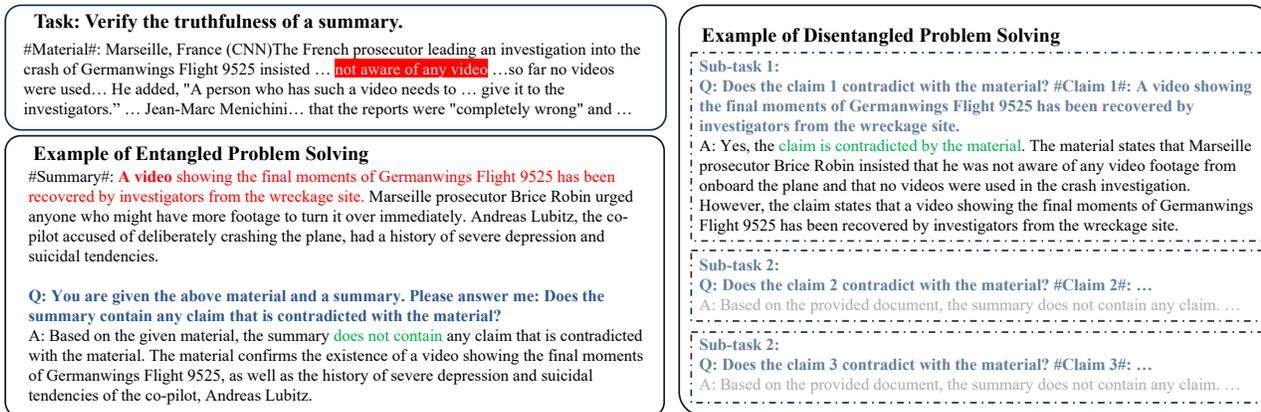 Task: Verify the truthfulness of a summary.
#Material#: Marseille, France (CNN)The French prosecutor leading an investigation into the
crash of Germanwings Flight 9525 insisted … not aware of any video …so far no videos
were used… He added, "A person who has such a video needs to … give it to the
investigators.” … Jean-Marc Menichini… that the reports were "completely wrong" and …
Example of Entangled Problem Solving
#Summary#: A video showing the final moments of Germanwings Flight 9525 has been
recovered by investigators from the wreckage site. Marseille prosecutor Brice Robin urged
anyone who might have more footage to turn it over immediately. Andreas Lubitz, the co-
pilot accused of deliberately crashing the plane, had a history of severe depression and
suicidal tendencies.
Q: You are given the above material and a summary. Please answer me: Does the
summary contain any claim that is contradicted with the material?
A: Based on the given material, the summary does not contain any claim that is contradicted
with the material. The material confirms the existence of a video showing the final moments
of Germanwings Flight 9525, as well as the history of severe depression and suicidal
tendencies of the co-pilot, Andreas Lubitz.
Example of Disentangled Problem Solving
Sub-task 1:
Q: Does the claim 1 contradict with the material? #Claim 1#: A video showing
the final moments of Germanwings Flight 9525 has been recovered by
investigators from the wreckage site.
A: Yes, the claim is contradicted by the material. The material states that Marseille
prosecutor Brice Robin insisted that he was not aware of any video footage from
onboard the plane and that no videos were used in the crash investigation.
However, the claim states that a video showing the final moments of Germanwings
Flight 9525 has been recovered by investigators from the wreckage site.
Sub-task 2:
Q: Does the claim 2 contradict with the material? #Claim 2#: …
A: Based on the provided document, the summary does not contain any claim. …
Sub-task 2:
Q: Does the claim 3 contradict with the material? #Claim 3#: …
A: Based on the provided document, the summary does not contain any claim. …